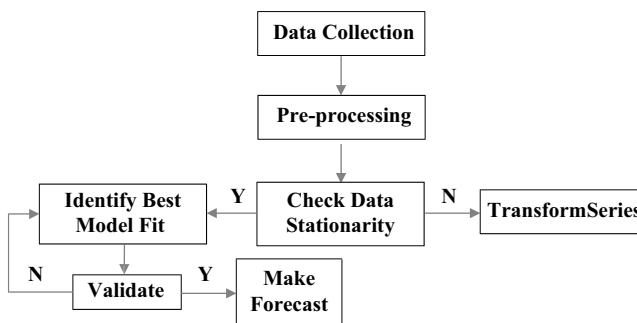 Data Collection
Pre-processing
Identify Best
Model Fit
Y
Check Data
Stationarity
N
TransformSeries
N
Validate
Y
Make
Forecast